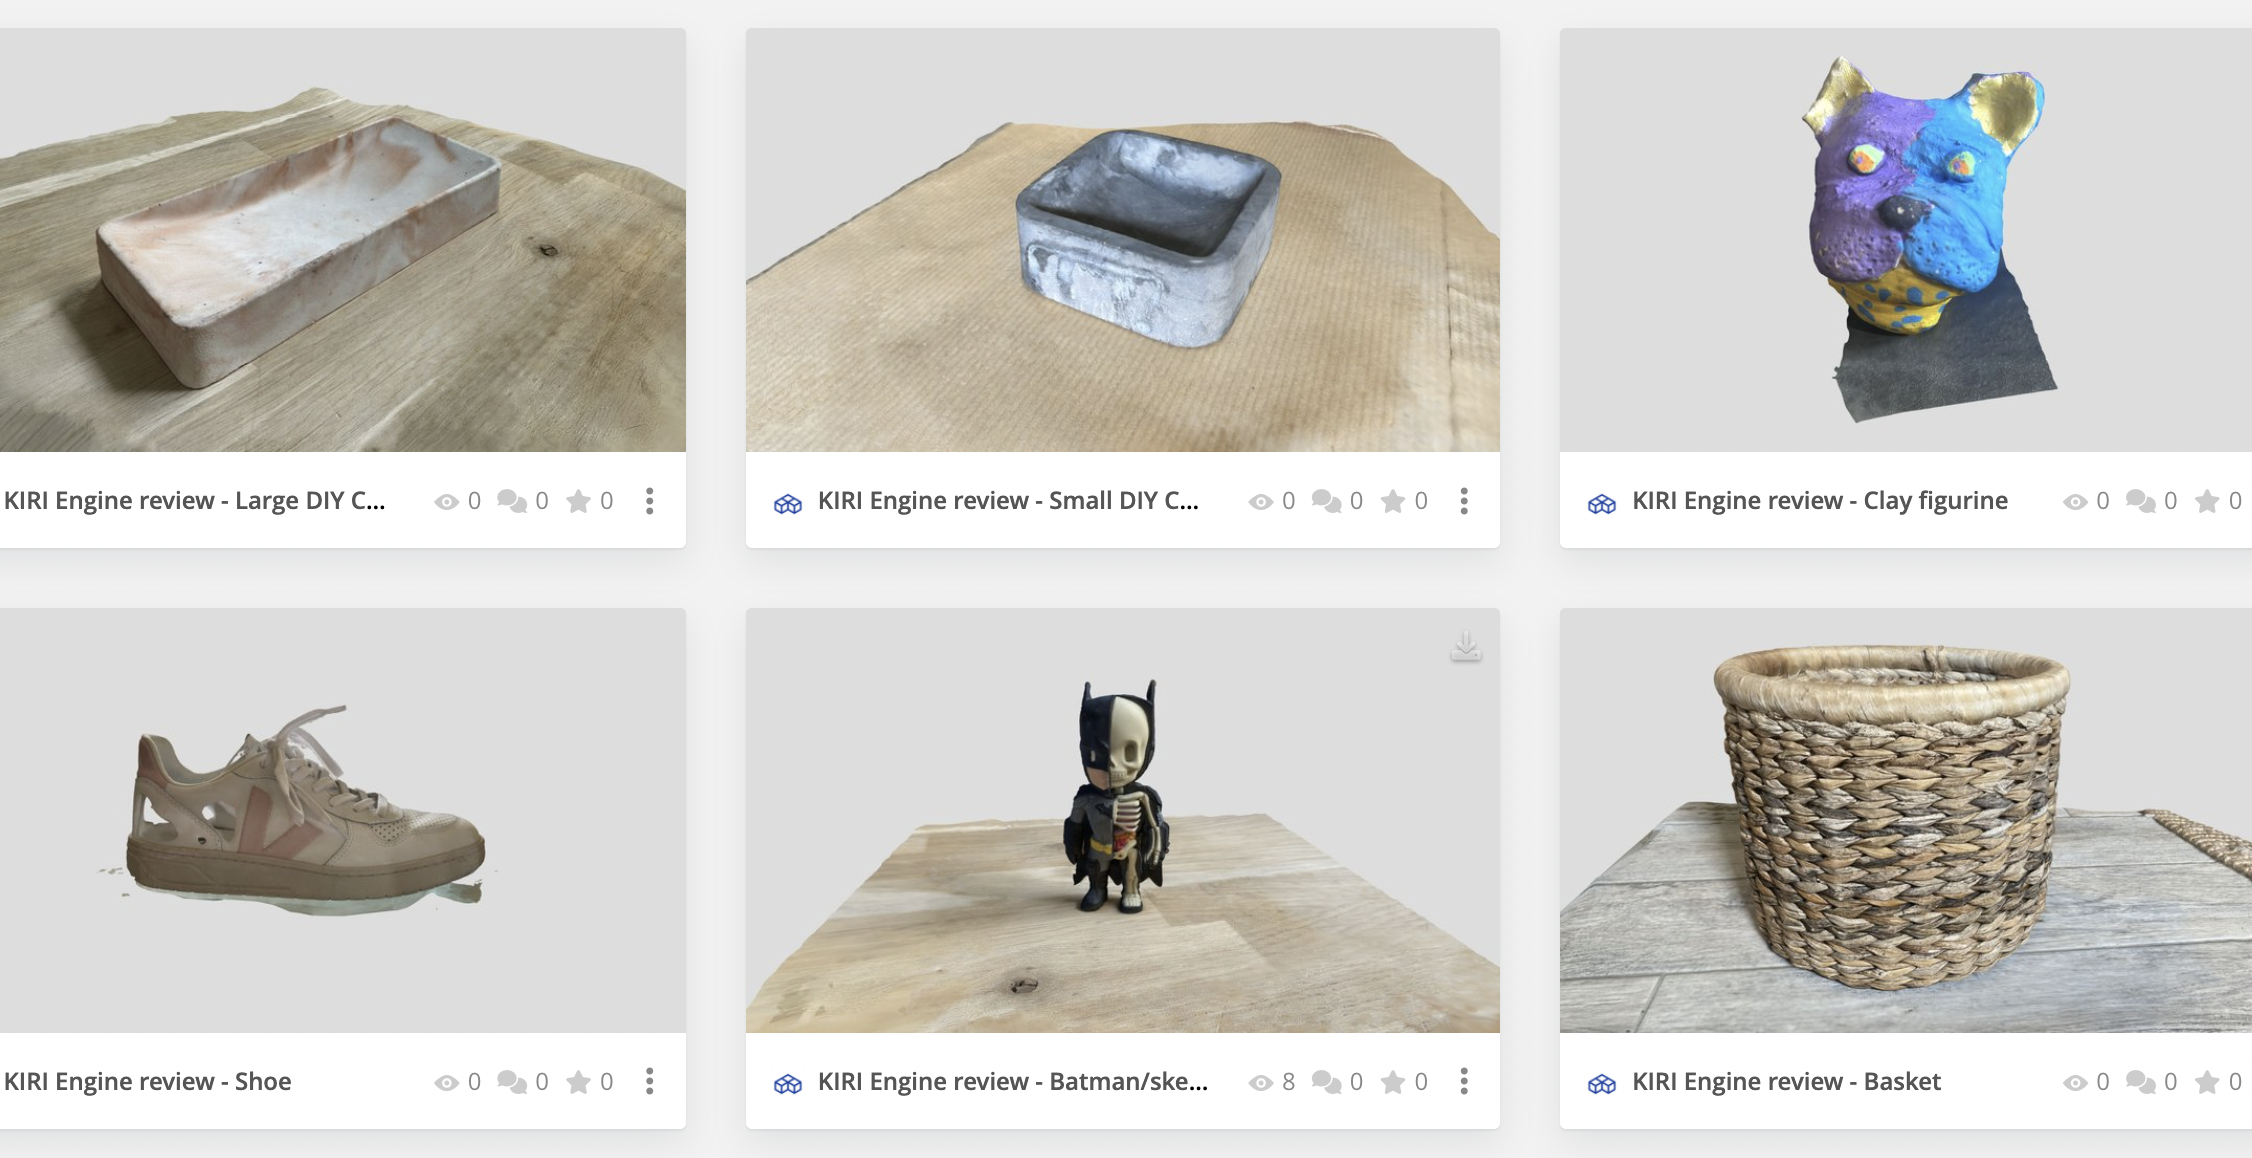 KIRI Engine review - Large DIY C... 0 0 0
KIRI Engine review - Small DIY C... 0 0 0
KIRI Engine review - Clay figurine 0 0 0
KIRI Engine review - Shoe 0 0 0
KIRI Engine review - Batman/ske... 8 0 0
KIRI Engine review - Basket 0 0 0